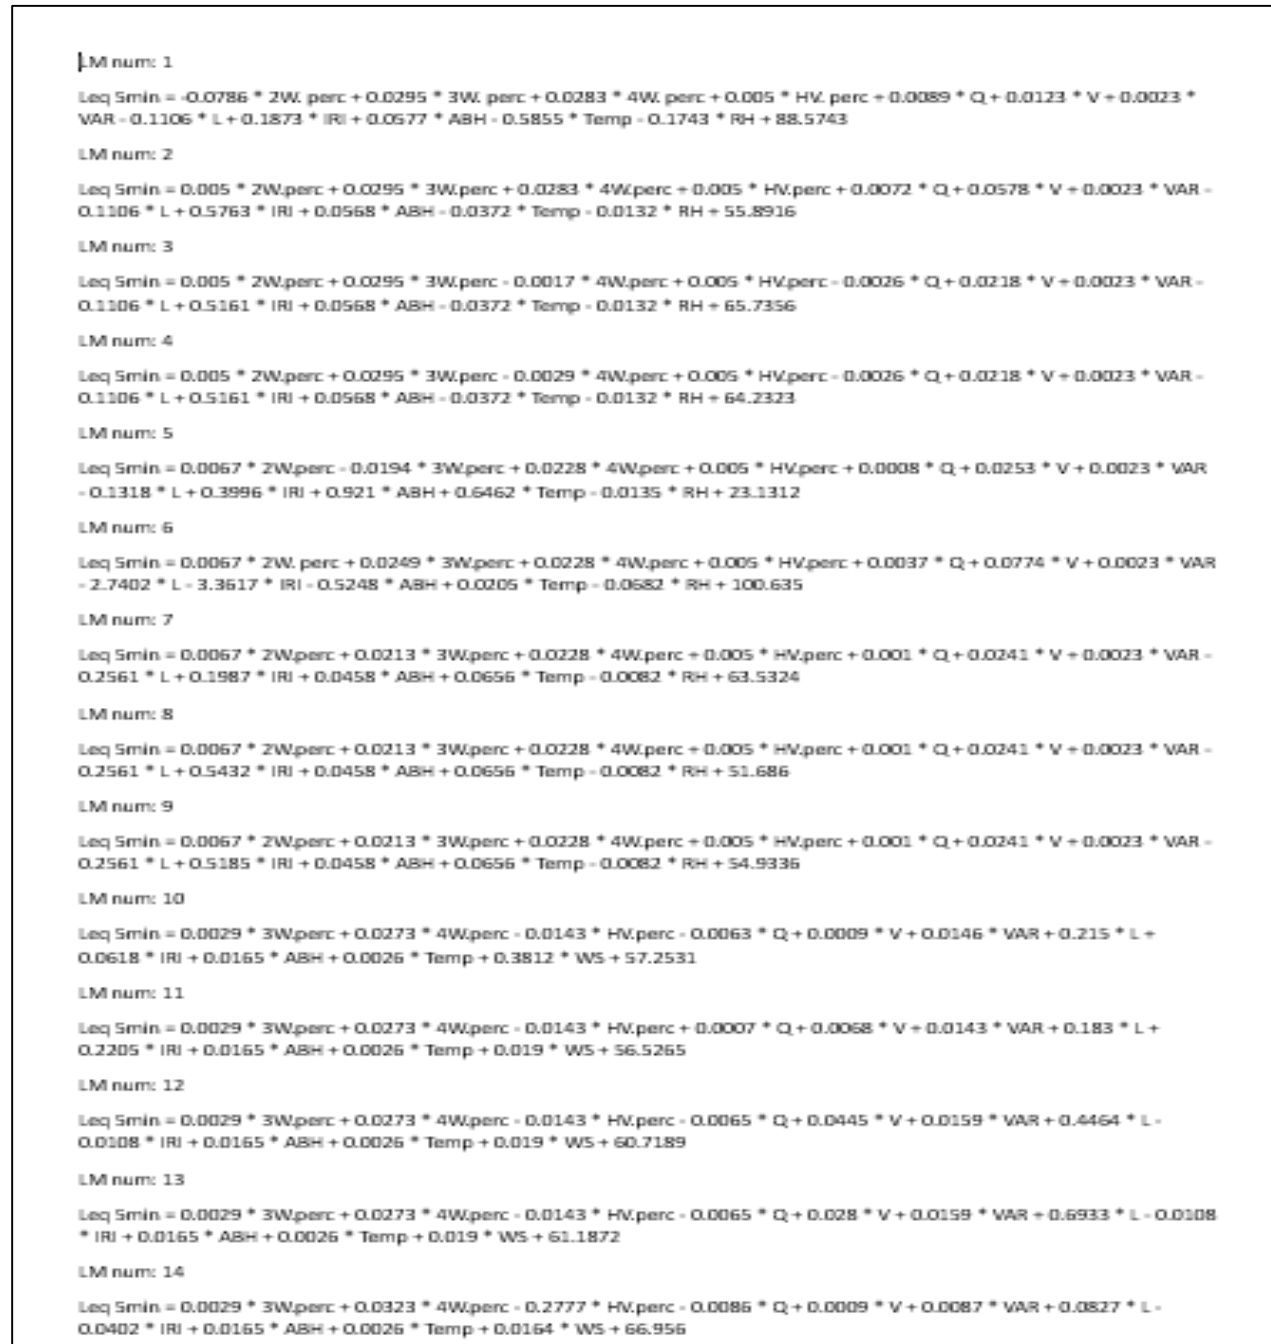 LM num: 1
Leq 5min = -0.0786 * 2W. perc + 0.0295 * 3W. perc + 0.0283 * 4W. perc + 0.005 * HV. perc + 0.0089 * Q + 0.0123 * V + 0.0023 *
VAR - 0.1106 * L + 0.1873 * IRI + 0.0577 * ABH - 0.5855 * Temp - 0.1743 * RH + 88.5743
LM num: 2
Leq 5min = 0.005 * 2W.perc + 0.0295 * 3W.perc + 0.0283 * 4W.perc + 0.005 * HV.perc + 0.0072 * Q + 0.0578 * V + 0.0023 * VAR -
0.1106 * L + 0.5763 * IRI + 0.0568 * ABH - 0.0372 * Temp - 0.0132 * RH + 55.8916
LM num: 3
Leq 5min = 0.005 * 2W.perc + 0.0295 * 3W.perc - 0.0017 * 4W.perc + 0.005 * HV.perc - 0.0026 * Q + 0.0218 * V + 0.0023 * VAR -
0.1106 * L + 0.5161 * IRI + 0.0568 * ABH - 0.0372 * Temp - 0.0132 * RH + 65.7356
LM num: 4
Leq 5min = 0.005 * 2W.perc + 0.0295 * 3W.perc - 0.0029 * 4W.perc + 0.005 * HV.perc - 0.0026 * Q + 0.0218 * V + 0.0023 * VAR -
0.1106 * L + 0.5161 * IRI + 0.0568 * ABH - 0.0372 * Temp - 0.0132 * RH + 64.2323
LM num: 5
Leq 5min = 0.0067 * 2W.perc - 0.0194 * 3W.perc + 0.0228 * 4W.perc + 0.005 * HV.perc + 0.0008 * Q + 0.0253 * V + 0.0023 * VAR
- 0.1318 * L + 0.3996 * IRI + 0.921 * ABH + 0.6462 * Temp - 0.0135 * RH + 23.1312
LM num: 6
Leq 5min = 0.0067 * 2W. perc + 0.0249 * 3W.perc + 0.0228 * 4W.perc + 0.005 * HV.perc + 0.0037 * Q + 0.0774 * V + 0.0023 * VAR
- 2.7402 * L - 3.3617 * IRI - 0.5248 * ABH + 0.0205 * Temp - 0.0682 * RH + 100.635
LM num: 7
Leq 5min = 0.0067 * 2W.perc + 0.0213 * 3W.perc + 0.0228 * 4W.perc + 0.005 * HV.perc + 0.001 * Q + 0.0241 * V + 0.0023 * VAR -
0.2561 * L + 0.1987 * IRI + 0.0458 * ABH + 0.0656 * Temp - 0.0082 * RH + 63.5324
LM num: 8
Leq 5min = 0.0067 * 2W.perc + 0.0213 * 3W.perc + 0.0228 * 4W.perc + 0.005 * HV.perc + 0.001 * Q + 0.0241 * V + 0.0023 * VAR -
0.2561 * L + 0.5432 * IRI + 0.0458 * ABH + 0.0656 * Temp - 0.0082 * RH + 51.686
LM num: 9
Leq 5min = 0.0067 * 2W.perc + 0.0213 * 3W.perc + 0.0228 * 4W.perc + 0.005 * HV.perc + 0.001 * Q + 0.0241 * V + 0.0023 * VAR -
0.2561 * L + 0.5185 * IRI + 0.0458 * ABH + 0.0656 * Temp - 0.0082 * RH + 54.9336
LM num: 10
Leq 5min = 0.0029 * 3W.perc + 0.0273 * 4W.perc - 0.0143 * HV.perc - 0.0063 * Q + 0.0009 * V + 0.0146 * VAR + 0.215 * L +
0.0618 * IRI + 0.0165 * ABH + 0.0026 * Temp + 0.3812 * WS + 57.2531
LM num: 11
Leq 5min = 0.0029 * 3W.perc + 0.0273 * 4W.perc - 0.0143 * HV.perc + 0.0007 * Q + 0.0068 * V + 0.0143 * VAR + 0.183 * L +
0.2205 * IRI + 0.0165 * ABH + 0.0026 * Temp + 0.019 * WS + 56.5265
LM num: 12
Leq 5min = 0.0029 * 3W.perc + 0.0273 * 4W.perc - 0.0143 * HV.perc - 0.0065 * Q + 0.0445 * V + 0.0159 * VAR + 0.4464 * L -
0.0108 * IRI + 0.0165 * ABH + 0.0026 * Temp + 0.019 * WS + 60.7189
LM num: 13
Leq 5min = 0.0029 * 3W.perc + 0.0273 * 4W.perc - 0.0143 * HV.perc - 0.0065 * Q + 0.028 * V + 0.0159 * VAR + 0.6933 * L - 0.0108
* IRI + 0.0165 * ABH + 0.0026 * Temp + 0.019 * WS + 61.1872
LM num: 14
Leq 5min = 0.0029 * 3W.perc + 0.0323 * 4W.perc - 0.2777 * HV.perc - 0.0086 * Q + 0.0009 * V + 0.0087 * VAR + 0.0827 * L -
0.0402 * IRI + 0.0165 * ABH + 0.0026 * Temp + 0.0164 * WS + 66.956